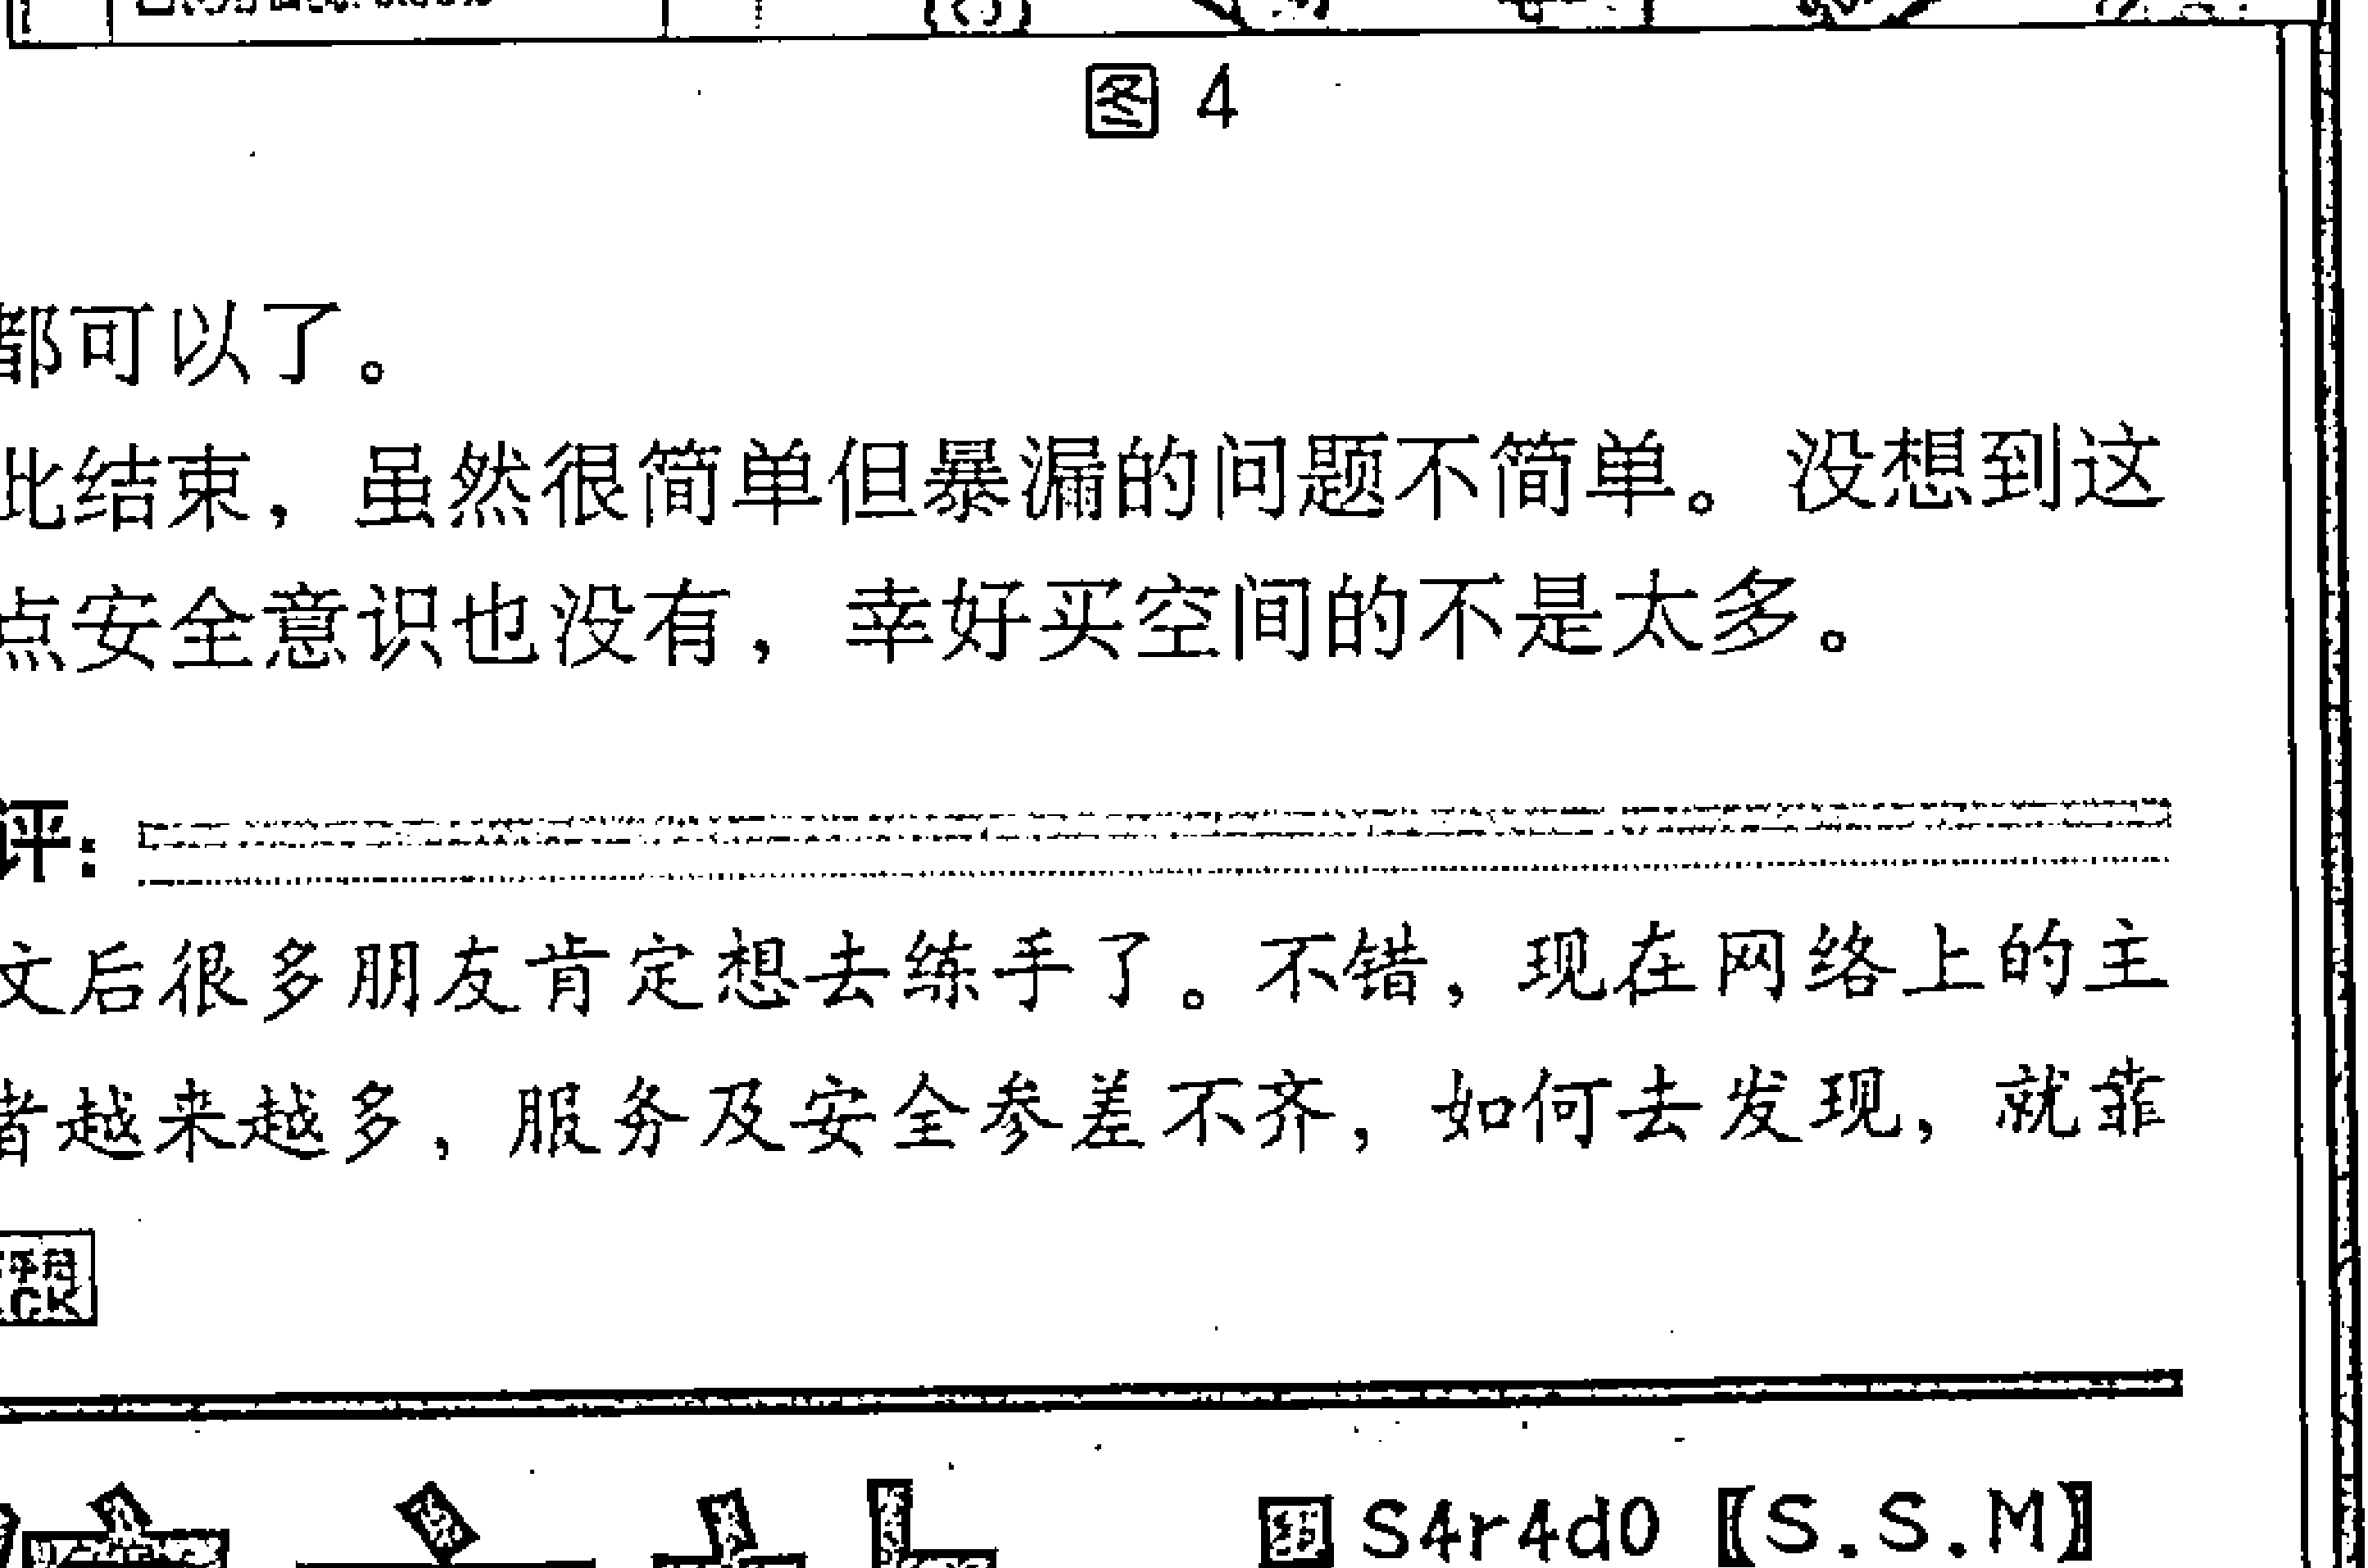 图 4
都可以了。
此结束，虽然很简单但暴漏的问题不简单。没想到这
点安全意识也没有，幸好买空间的不是太多。
评：
文后很多朋友肯定想去练手了。不错，现在网络上的主
者越来越多，服务及安全参差不齐，如何去发现，就靠
CK
S4r4d0【S.S.M】